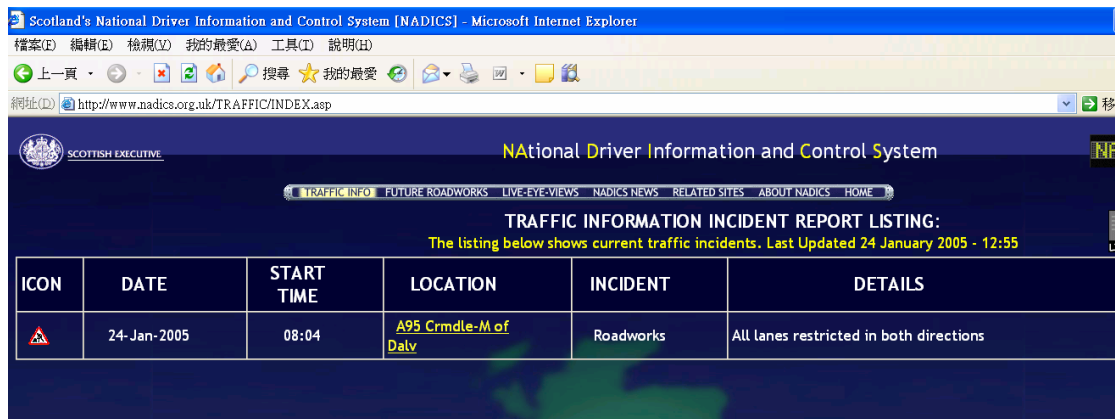 Scotland's National Driver Information and Control System [NADICS] - Microsoft Internet Explorer
檔案(F) 編輯(E) 檢視(V) 我的最愛(A) 工具(T) 說明(H)
上一頁 搜尋 我的最愛
網址(D) http://www.nadics.org.uk/TRAFFIC/INDEX.asp 移
SCOTTISH EXECUTIVE
NAtional Driver Information and Control System
TRAFFIC INFO FUTURE ROADWORKS LIVE-EYE-VIEWS NADICS NEWS RELATED SITES ABOUT NADICS HOME
TRAFFIC INFORMATION INCIDENT REPORT LISTING:
The listing below shows current traffic incidents. Last Updated 24 January 2005 - 12:55
ICON DATE START TIME LOCATION INCIDENT DETAILS
24-Jan-2005 08:04 A95 Crmdle-M of Dalv Roadworks All lanes restricted in both directions